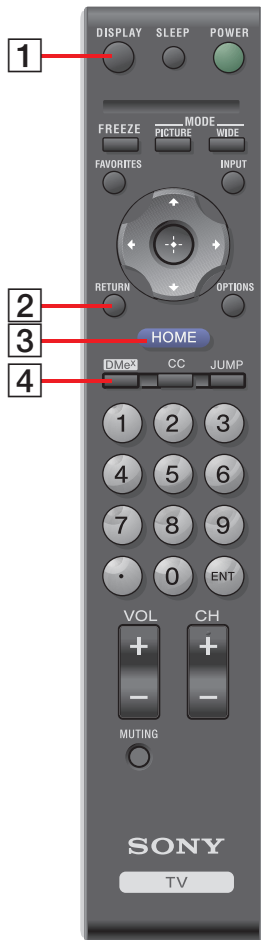 DISPLAY SLEEP POWER
1
MODE
FREEZE PICTURE WIDE
FAVORITES INPUT
RETURN OPTIONS
2
HOME
3
DMeX CC JUMP
4
1 2 3
4 5 6
7 8 9
· 0 ENT
VOL CH
+ +
− −
MUTING
SONY
TV